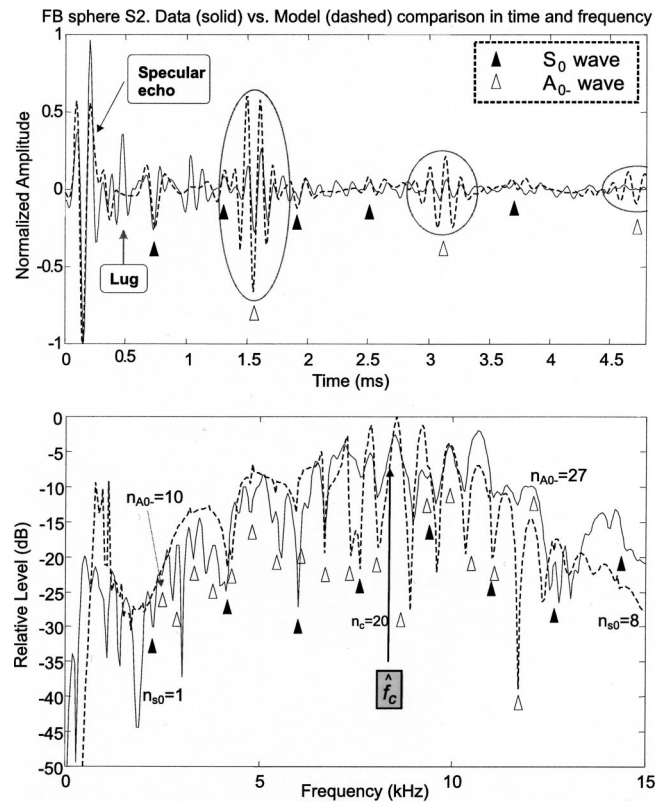 FB sphere S2. Data (solid) vs. Model (dashed) comparison in time and frequency
1
Specular
echo
S0 wave
A0- wave
0.5
0
-0.5
-1
Normalized Amplitude
Lug
0 0.5 1 1.5 2 2.5 3 3.5 4 4.5
Time (ms)
0
-5
-10
-15
-20
-25
-30
-35
-40
-45
-50
Relative Level (dB)
nA0-=10
nA0-=27
nc=20
ns0=8
ns0=1
f̂c
0 5 10 15
Frequency (kHz)